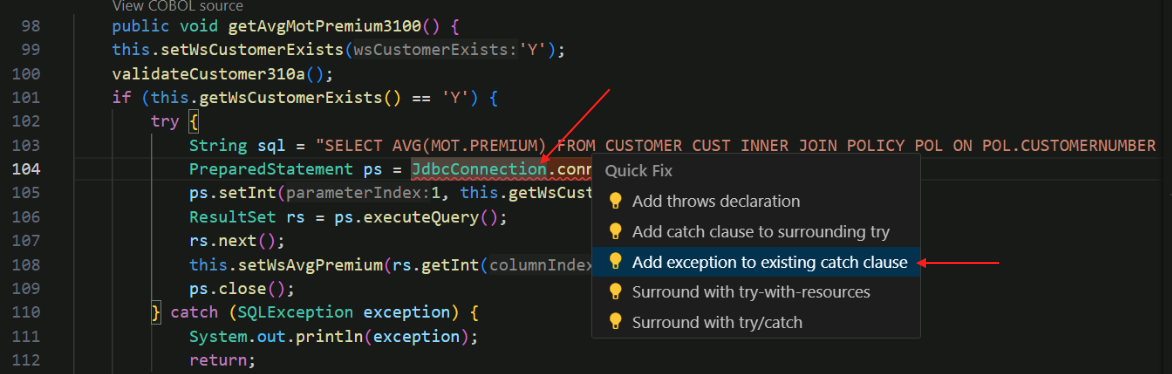 View COBOL source
98 public void getAvgMotPremium3100() {
99 this.setWsCustomerExists(wsCustomerExists:'Y');
100 validateCustomer310a();
101 if (this.getWsCustomerExists() == 'Y') {
102 try {
103 String sql = "SELECT AVG(MOT.PREMIUM) FROM CUSTOMER CUST INNER JOIN POLICY POL ON POL.CUSTOMERNUMBER
104 PreparedStatement ps = JdbcConnection.conn
105 ps.setInt(parameterIndex:1, this.getWsCust
106 ResultSet rs = ps.executeQuery();
107 rs.next();
108 this.setWsAvgPremium(rs.getInt(columnIndex
109 ps.close();
110 } catch (SQLException exception) {
111 System.out.println(exception);
112 return;
Quick Fix
Add throws declaration
Add catch clause to surrounding try
Add exception to existing catch clause
Surround with try-with-resources
Surround with try/catch